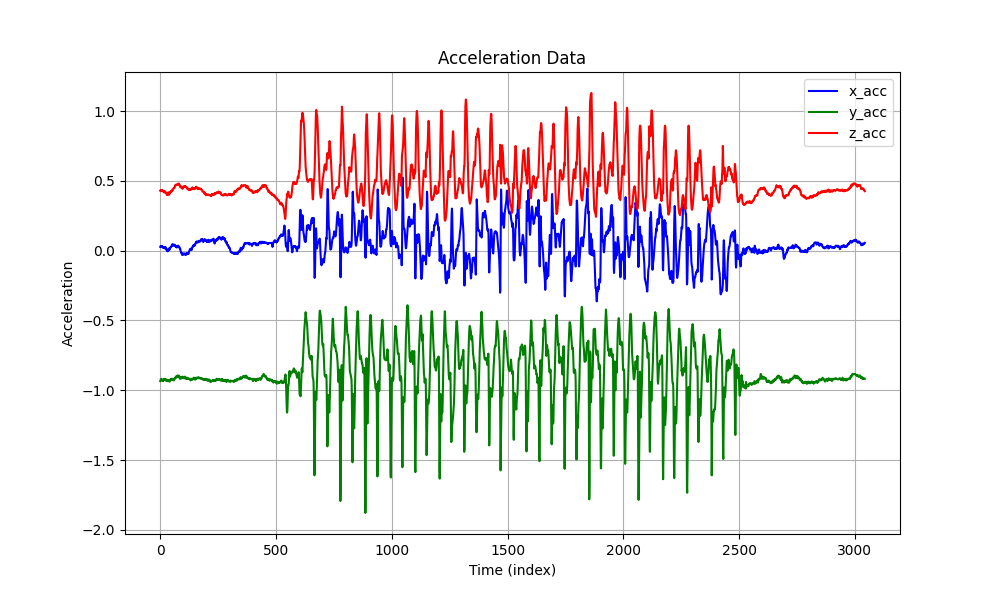 Acceleration Data
x_acc
y_acc
z_acc
Acceleration
1.0
0.5
0.0
−0.5
−1.0
−1.5
−2.0
0 500 1000 1500 2000 2500 3000
Time (index)